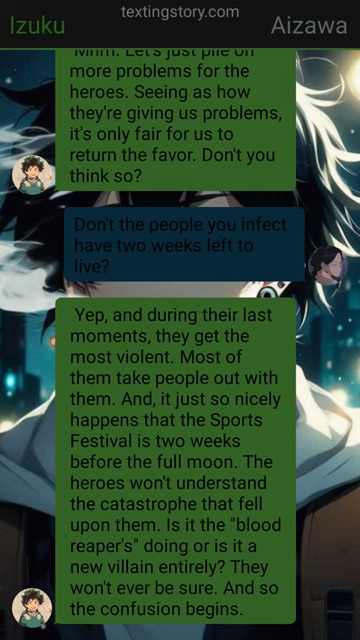 textingstory.com
Izuku
Aizawa
"Mhm. Let's just pile on
more problems for the
heroes. Seeing as how
they're giving us problems,
it's only fair for us to
return the favor. Don't you
think so?
Don't the people you infect
have two weeks left to
live?
Yep, and during their last
moments, they get the
most violent. Most of
them take people out with
them. And, it just so nicely
happens that the Sports
Festival is two weeks
before the full moon. The
heroes won't understand
the catastrophe that fell
upon them. Is it the "blood
reaper's" doing or is it a
new villain entirely? They
won't ever be sure. And so
the confusion begins.